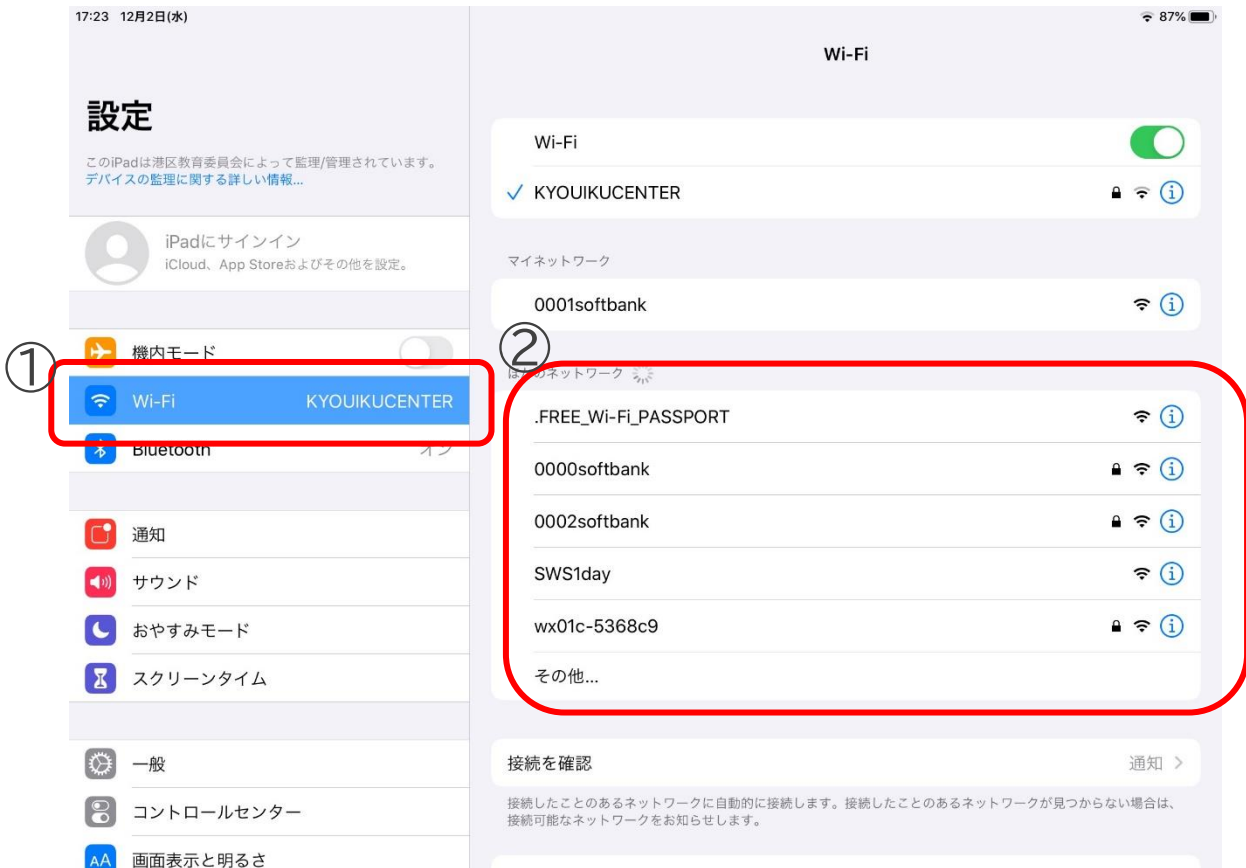 17:23 12月2日(水)
87%
Wi-Fi
設定
このiPadは港区教育委員会によって監理/管理されています。
デバイスの監理に関する詳しい情報...
iPadにサインイン
iCloud、App Storeおよびその他を設定。
①
機内モード
Wi-Fi KYOUIKUCENTER
Bluetooth オン
通知
サウンド
おやすみモード
スクリーンタイム
一般
コントロールセンター
AA 画面表示と明るさ
Wi-Fi
KYOUIKUCENTER
マイネットワーク
0001softbank
②
ほかのネットワーク
.FREE_Wi-Fi_PASSPORT
0000softbank
0002softbank
SWS1day
wx01c-5368c9
その他...
接続を確認 通知
接続したことのあるネットワークに自動的に接続します。接続したことのあるネットワークが見つからない場合は、
接続可能なネットワークをお知らせします。